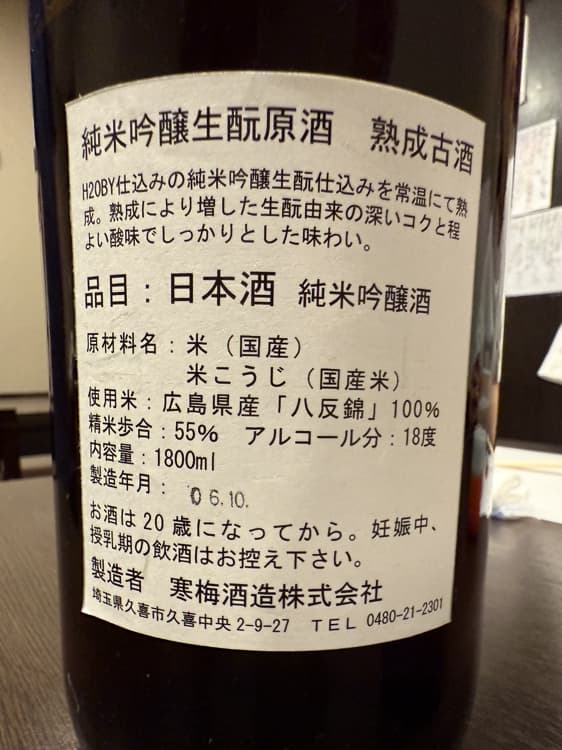 純米吟醸生酛原酒　熟成古酒
H20BY仕込みの純米吟醸生酛仕込みを常温にて熟
成。熟成により増した生酛由来の深いコクと程
よい酸味でしっかりとした味わい。
品目：日本酒 純米吟醸酒
原材料名：米（国産）
米こうじ（国産米）
使用米：広島県産「八反錦」100%
精米歩合：55%　アルコール分：18度
内容量：1800ml
製造年月： 06.10.
お酒は20歳になってから。妊娠中、
授乳期の飲酒はお控え下さい。
製造者　寒梅酒造株式会社
埼玉県久喜市久喜中央2-9-27　TEL 0480-21-2301